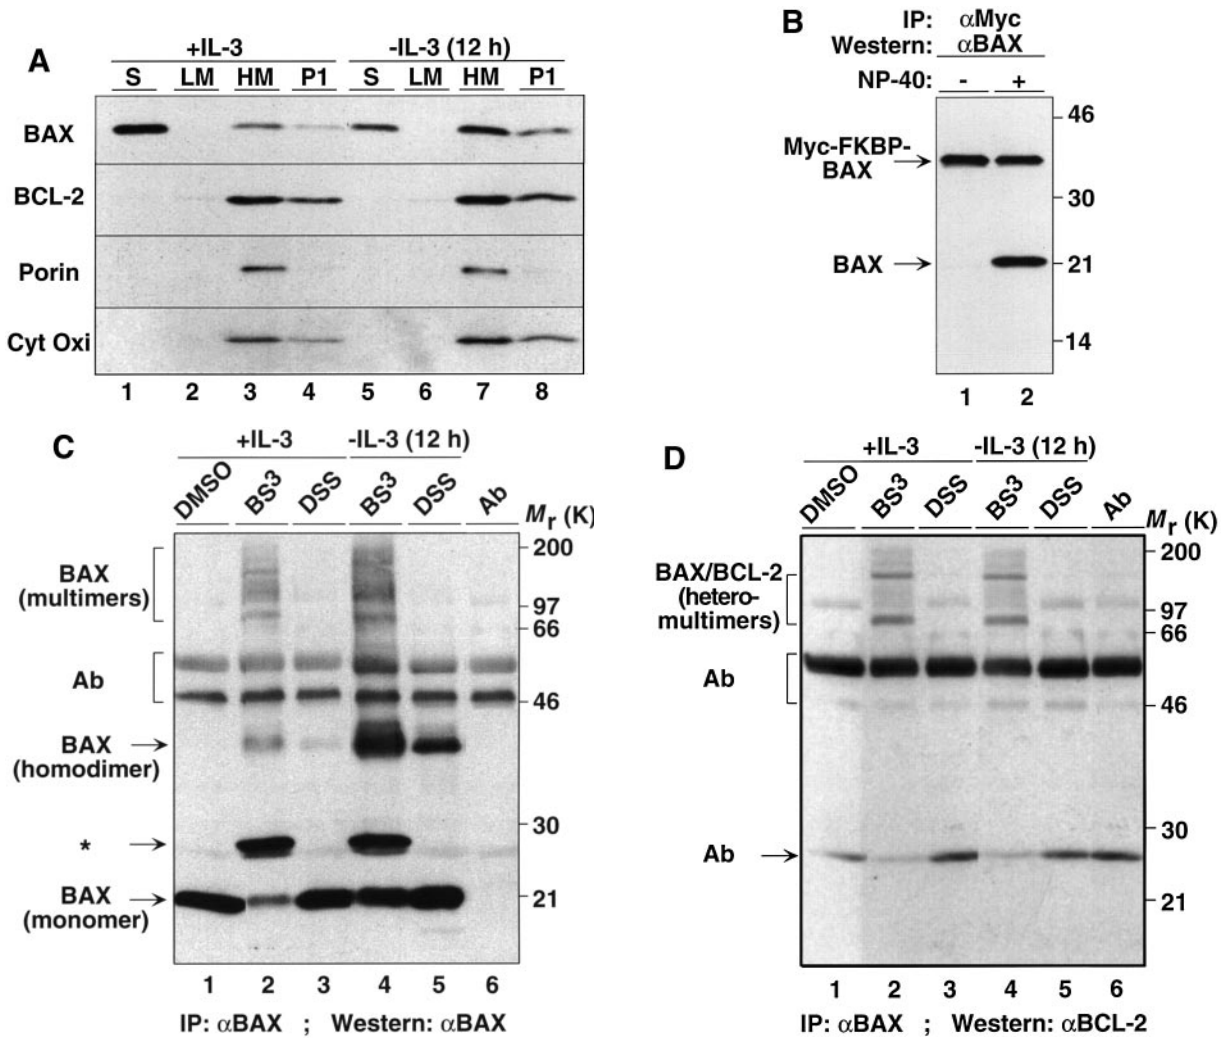 A
+IL-3 -IL-3 (12 h)
S LM HM P1 S LM HM P1
BAX
BCL-2
Porin
Cyt Oxi
1 2 3 4 5 6 7 8
B
IP: αMyc
Western: αBAX
NP-40: - +
46
Myc-FKBP-
BAX
30
BAX
21
14
1 2
C
+IL-3 -IL-3 (12 h)
DMSO BS3 DSS BS3 DSS Ab
Mr (K)
200
BAX
(multimers)
97
66
Ab
46
BAX
(homodimer)
30
*
BAX
(monomer)
21
1 2 3 4 5 6
IP: αBAX ; Western: αBAX
D
+IL-3 -IL-3 (12 h)
DMSO BS3 DSS BS3 DSS Ab
Mr (K)
200
BAX/BCL-2
(hetero-
multimers)
97
66
Ab
46
30
Ab
21
1 2 3 4 5 6
IP: αBAX ; Western: αBCL-2